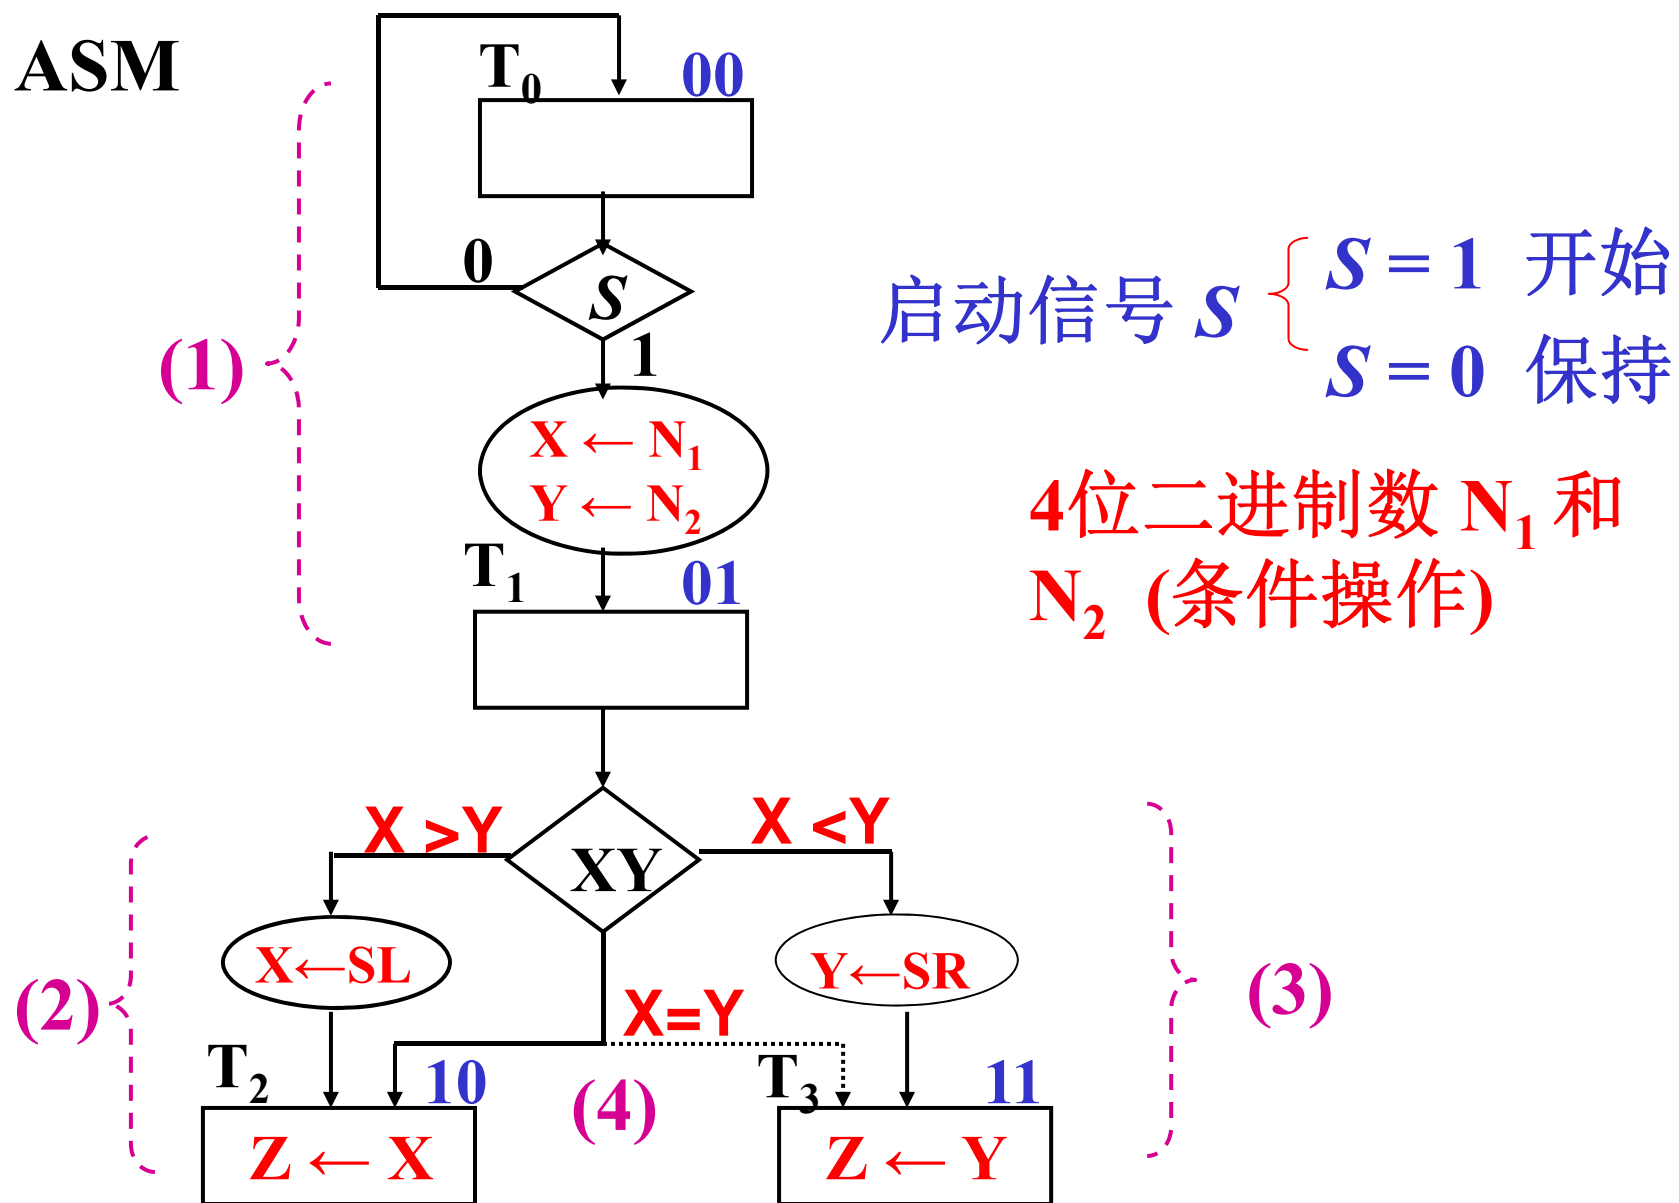 ASM
T0 00
0
S
1
(1)
启动信号 S
S = 1 开始
S = 0 保持
X ← N1
Y ← N2
4位二进制数 N1 和
N2 (条件操作)
T1 01
X >Y
X <Y
XY
X←SL
Y←SR
(2)
(3)
X=Y
T2 10
(4)
T3 11
Z ← X
Z ← Y